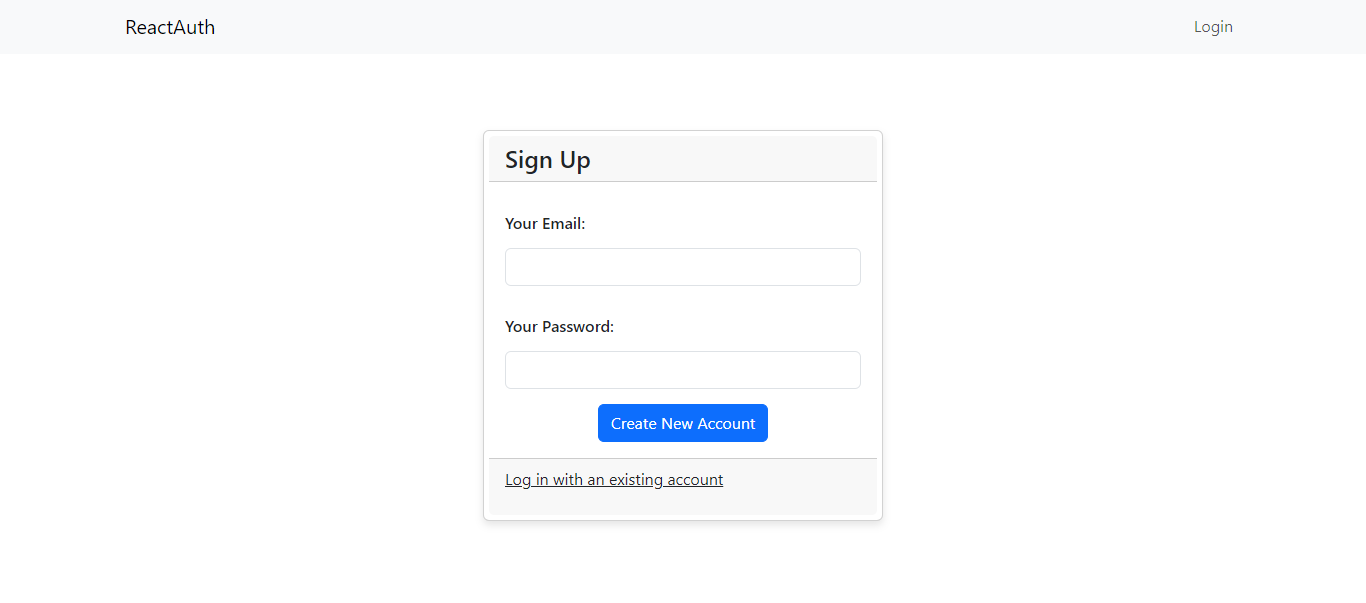 ReactAuth
Login
Sign Up
Your Email:
Your Password:
Create New Account
Log in with an existing account